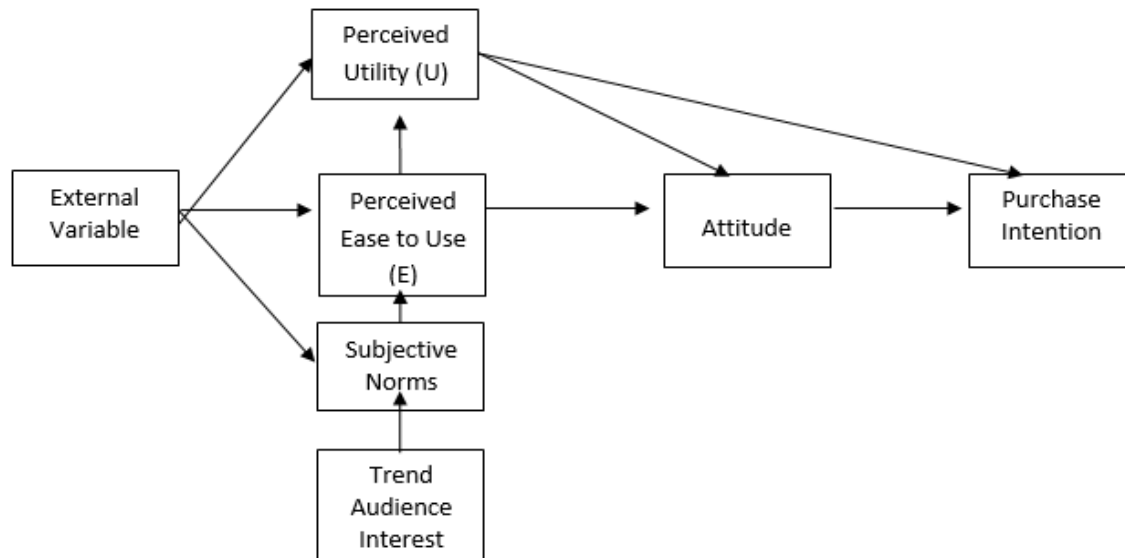 Perceived
Utility (U)
External
Variable
Perceived
Ease to Use
(E)
Attitude
Purchase
Intention
Subjective
Norms
Trend
Audience
Interest